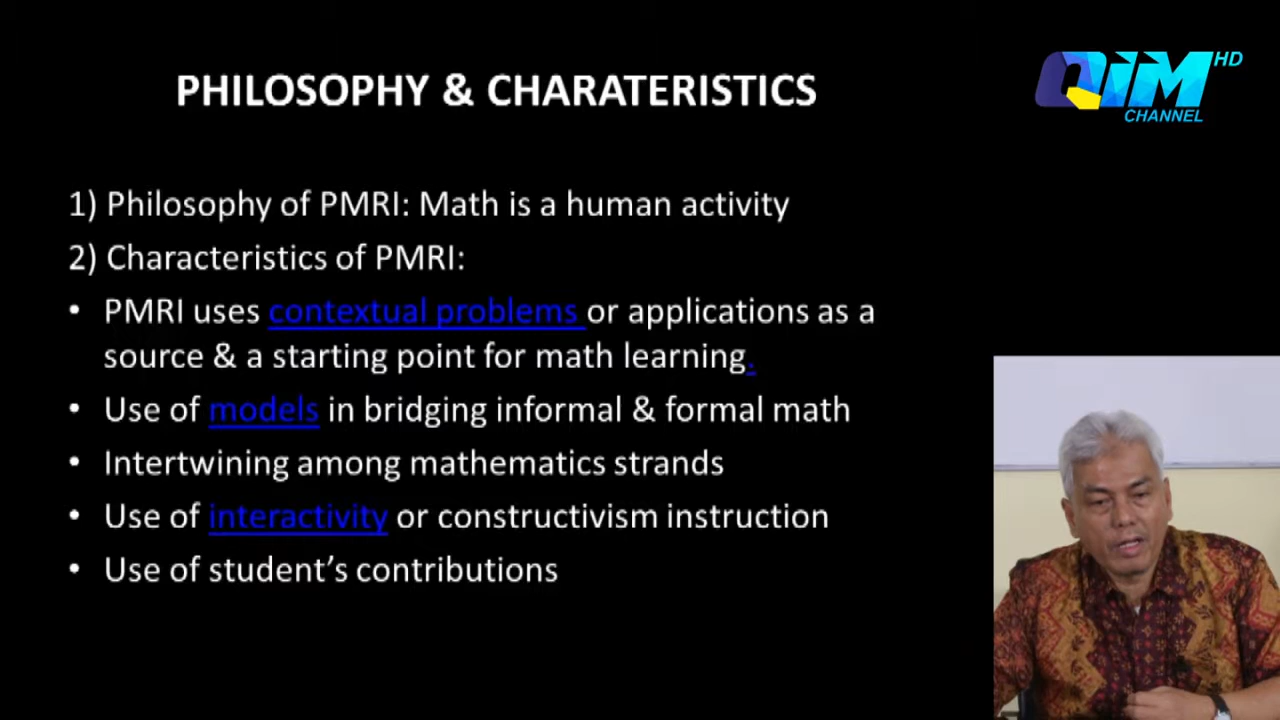 PHILOSOPHY & CHARATERISTICS
QIM HD
CHANNEL
1) Philosophy of PMRI: Math is a human activity
2) Characteristics of PMRI:
• PMRI uses contextual problems or applications as a
source & a starting point for math learning.
• Use of models in bridging informal & formal math
• Intertwining among mathematics strands
• Use of interactivity or constructivism instruction
• Use of student’s contributions